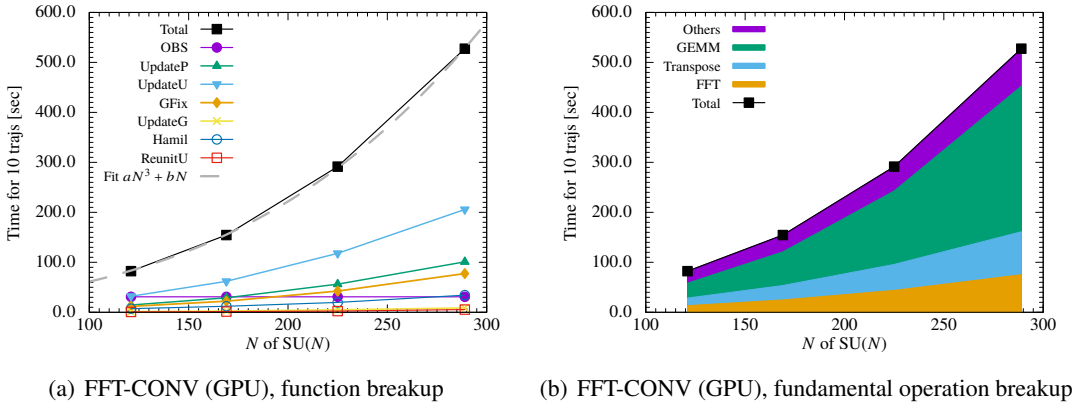 600.0
500.0
400.0
300.0
200.0
100.0
0.0
100
150
200
250
300
Time for 10 trajs [sec]
N of SU(N)
Total
OBS
UpdateP
UpdateU
GFix
UpdateG
Hamil
ReunitU
Fit aN³ + bN
(a) FFT-CONV (GPU), function breakup
600.0
500.0
400.0
300.0
200.0
100.0
0.0
100
150
200
250
300
Time for 10 trajs [sec]
N of SU(N)
Others
GEMM
Transpose
FFT
Total
(b) FFT-CONV (GPU), fundamental operation breakup